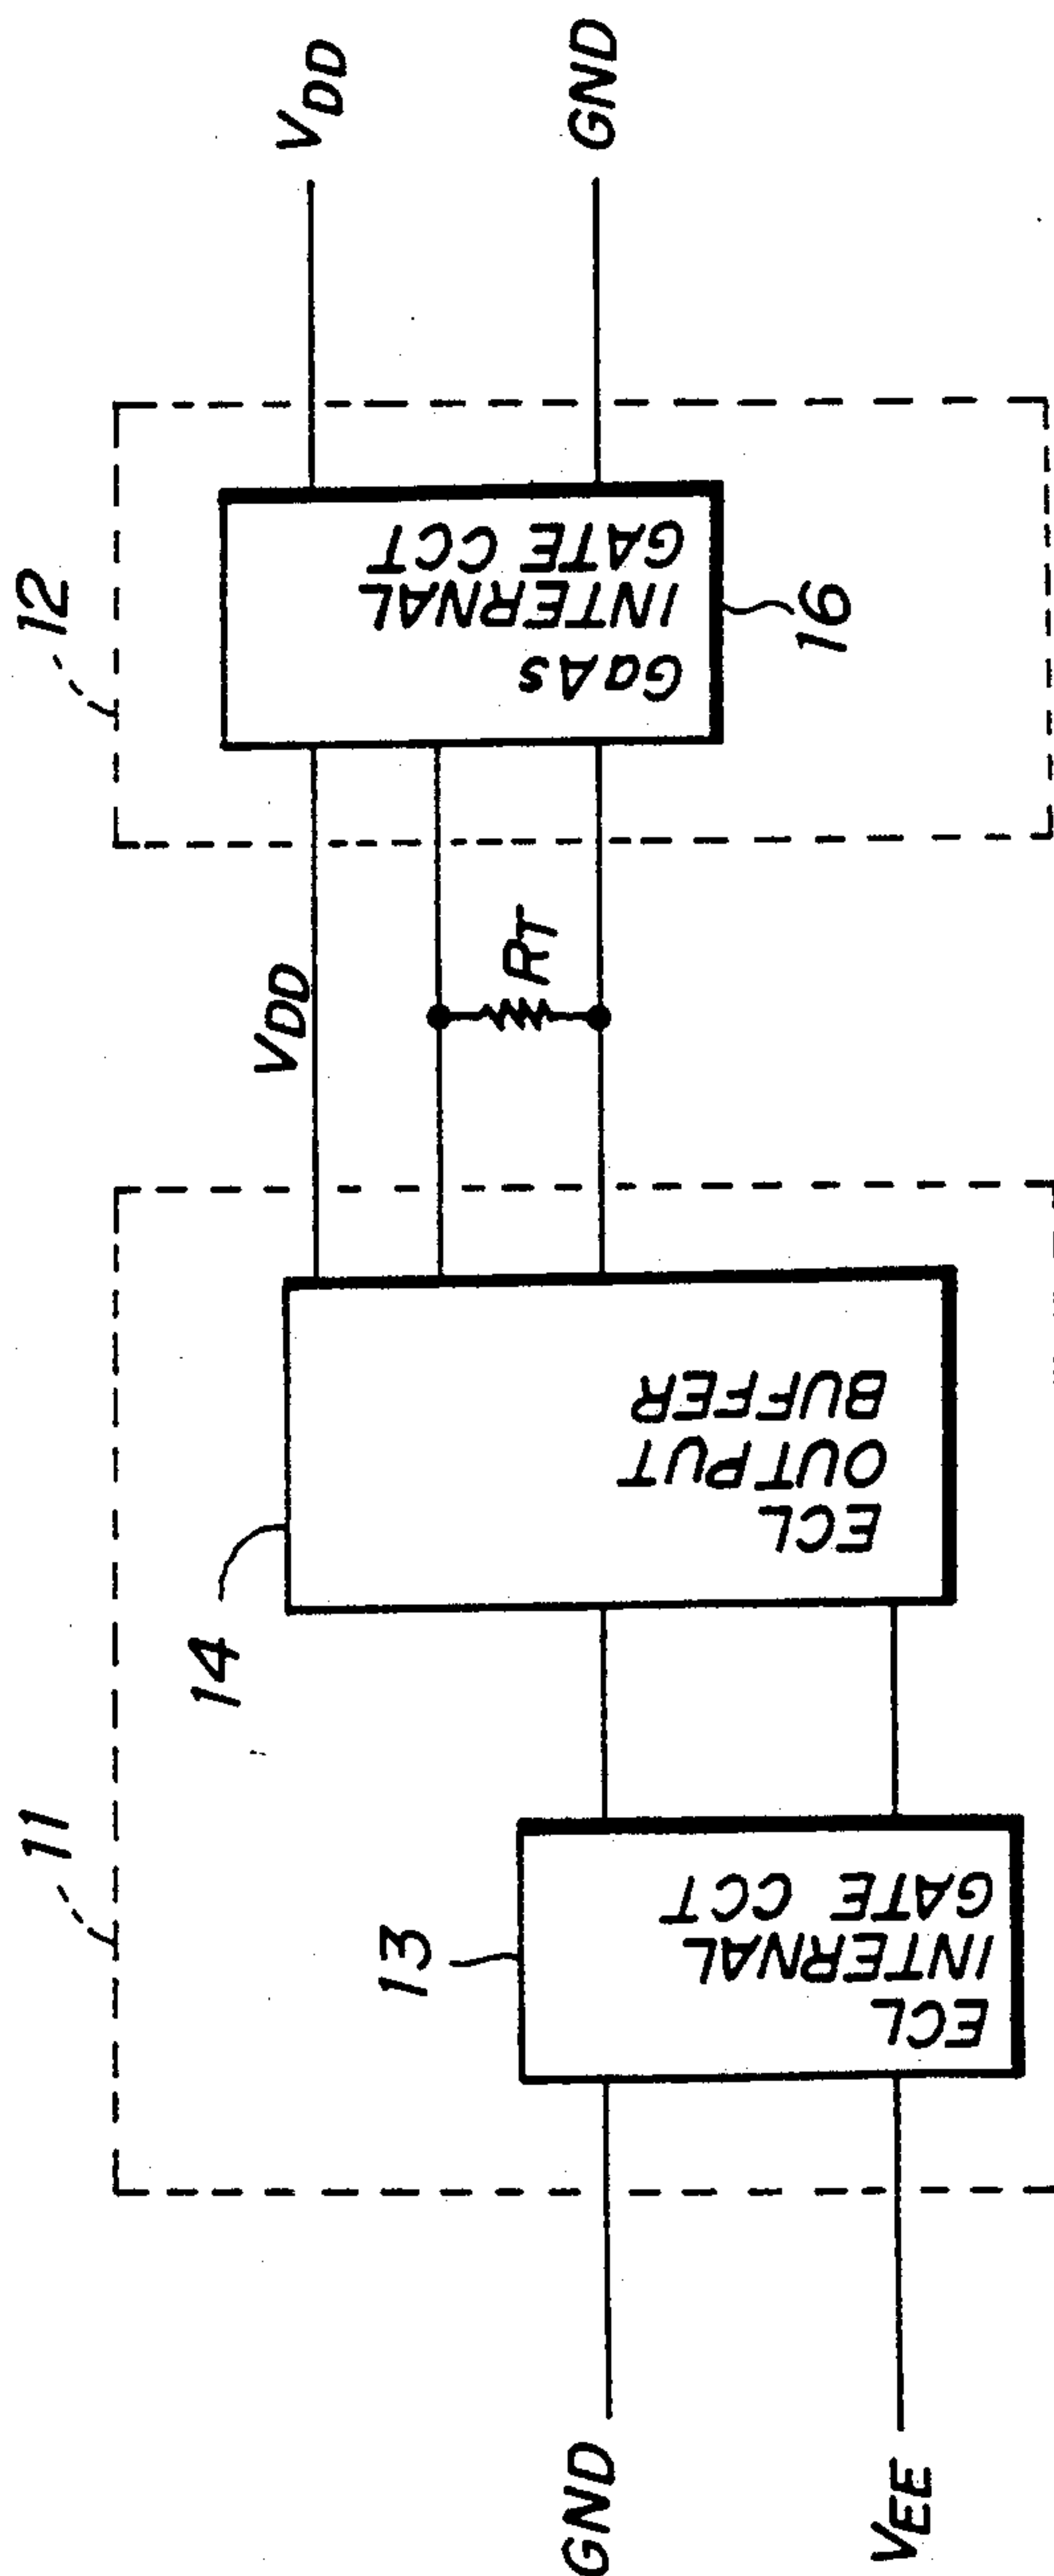 11
12
14
13
VDD
VDD
GND
GND
VEE
RT
ECL
INTERNAL
GATE CCT
ECL
OUTPUT
BUFFER
GaAs
INTERNAL
GATE CCT
16